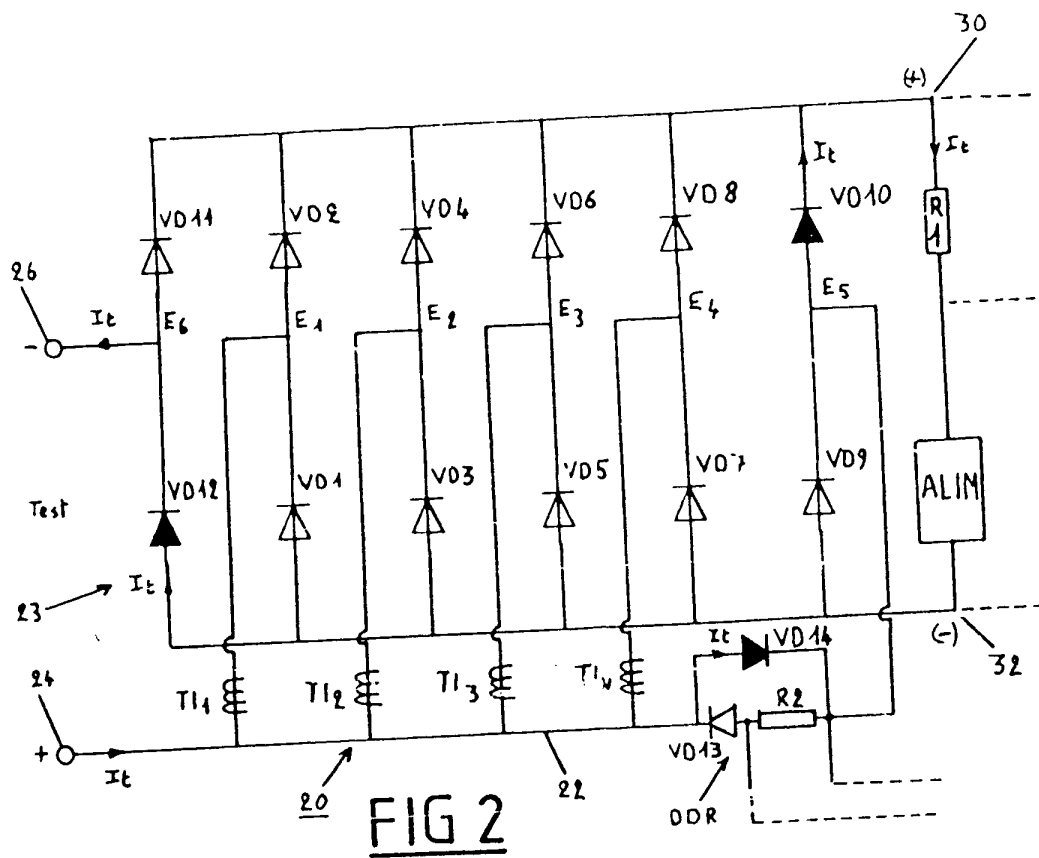 30
(+)
It
It
VD11
VD2
VD4
VD6
VD8
VD10
R1
26
It
-
E6
E1
E2
E3
E4
E5
Test
VD12
VD1
VD3
VD5
VD7
VD9
ALIM
23
It
(-)
32
It
VD14
24
TI1
TI2
TI3
TI4
R2
+
It
VD13
20
22
DDR
FIG 2